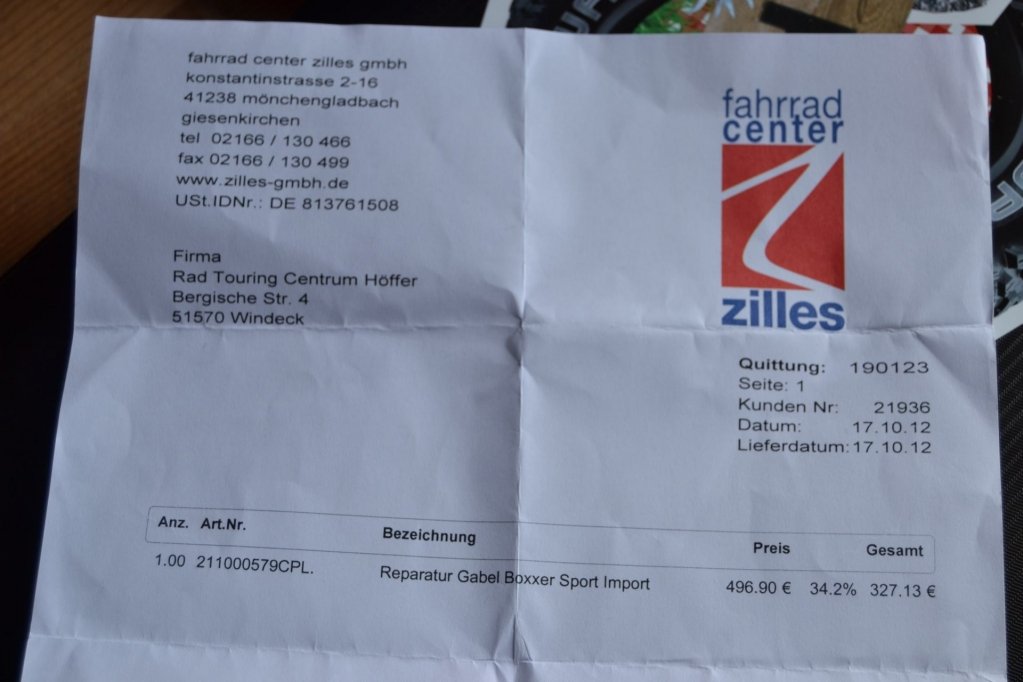 fahrrad center zilles gmbh
konstantinstrasse 2-16
41238 mönchengladbach
giesenkirchen
tel 02166 / 130 466
fax 02166 / 130 499
www.zilles-gmbh.de
USt.IDNr.: DE 813761508
fahrrad
center
zilles
Firma
Rad Touring Centrum Höffer
Bergische Str. 4
51570 Windeck
Quittung: 190123
Seite: 1
Kunden Nr: 21936
Datum: 17.10.12
Lieferdatum: 17.10.12
Anz. Art.Nr. Bezeichnung Preis Gesamt
1.00 211000579CPL. Reparatur Gabel Boxxer Sport Import 496.90 € 34.2% 327.13 €